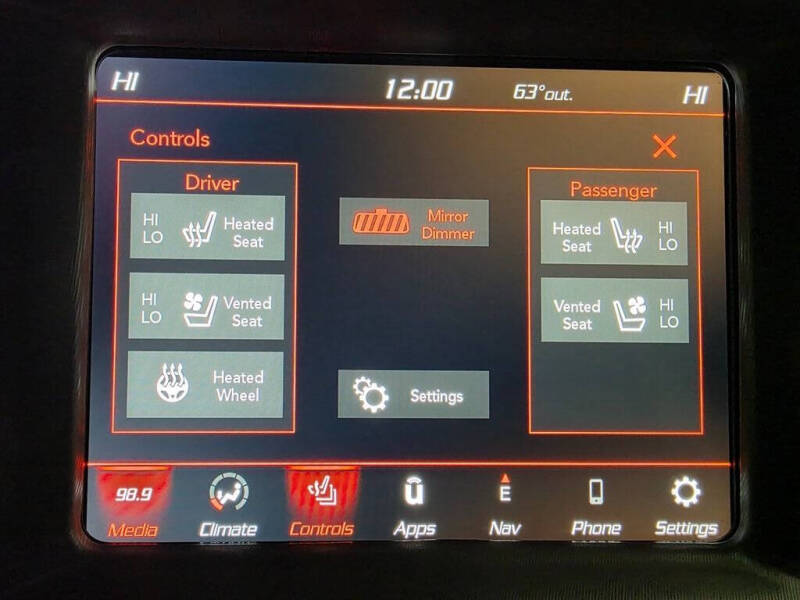 HI 12:00 63°out. HI
Controls
Driver
HI
LO
Heated
Seat
HI
LO
Vented
Seat
Heated
Wheel
Mirror
Dimmer
Settings
Passenger
Heated
Seat
HI
LO
Vented
Seat
HI
LO
98.9
Media
Climate
Controls
u
Apps
E
Nav
Phone
Settings